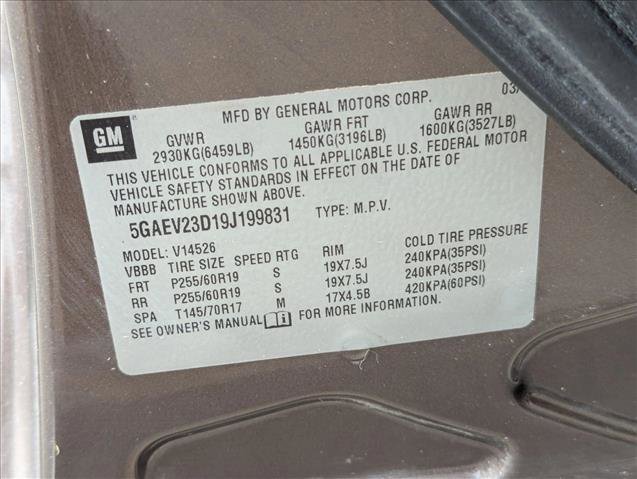 MFD BY GENERAL MOTORS CORP. 03/
GM
GVWR GAWR FRT GAWR RR
2930KG(6459LB) 1450KG(3196LB) 1600KG(3527LB)
THIS VEHICLE CONFORMS TO ALL APPLICABLE U.S. FEDERAL MOTOR
VEHICLE SAFETY STANDARDS IN EFFECT ON THE DATE OF
MANUFACTURE SHOWN ABOVE.
5GAEV23D19J199831 TYPE: M.P.V.
MODEL: V14526
VBBB TIRE SIZE SPEED RTG RIM COLD TIRE PRESSURE
FRT P255/60R19 S 19X7.5J 240KPA(35PSI)
RR P255/60R19 S 19X7.5J 240KPA(35PSI)
SPA T145/70R17 M 17X4.5B 420KPA(60PSI)
SEE OWNER'S MANUAL i FOR MORE INFORMATION.